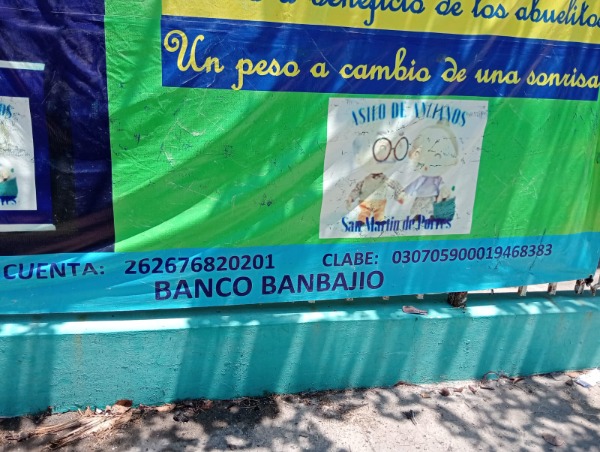 a beneficio de los abuelitos
Un peso a cambio de una sonrisa
ASILO DE ANCIANOS
San Martin de Porres
CUENTA: 262676820201 CLABE: 030705900019468383
BANCO BANBAJIO